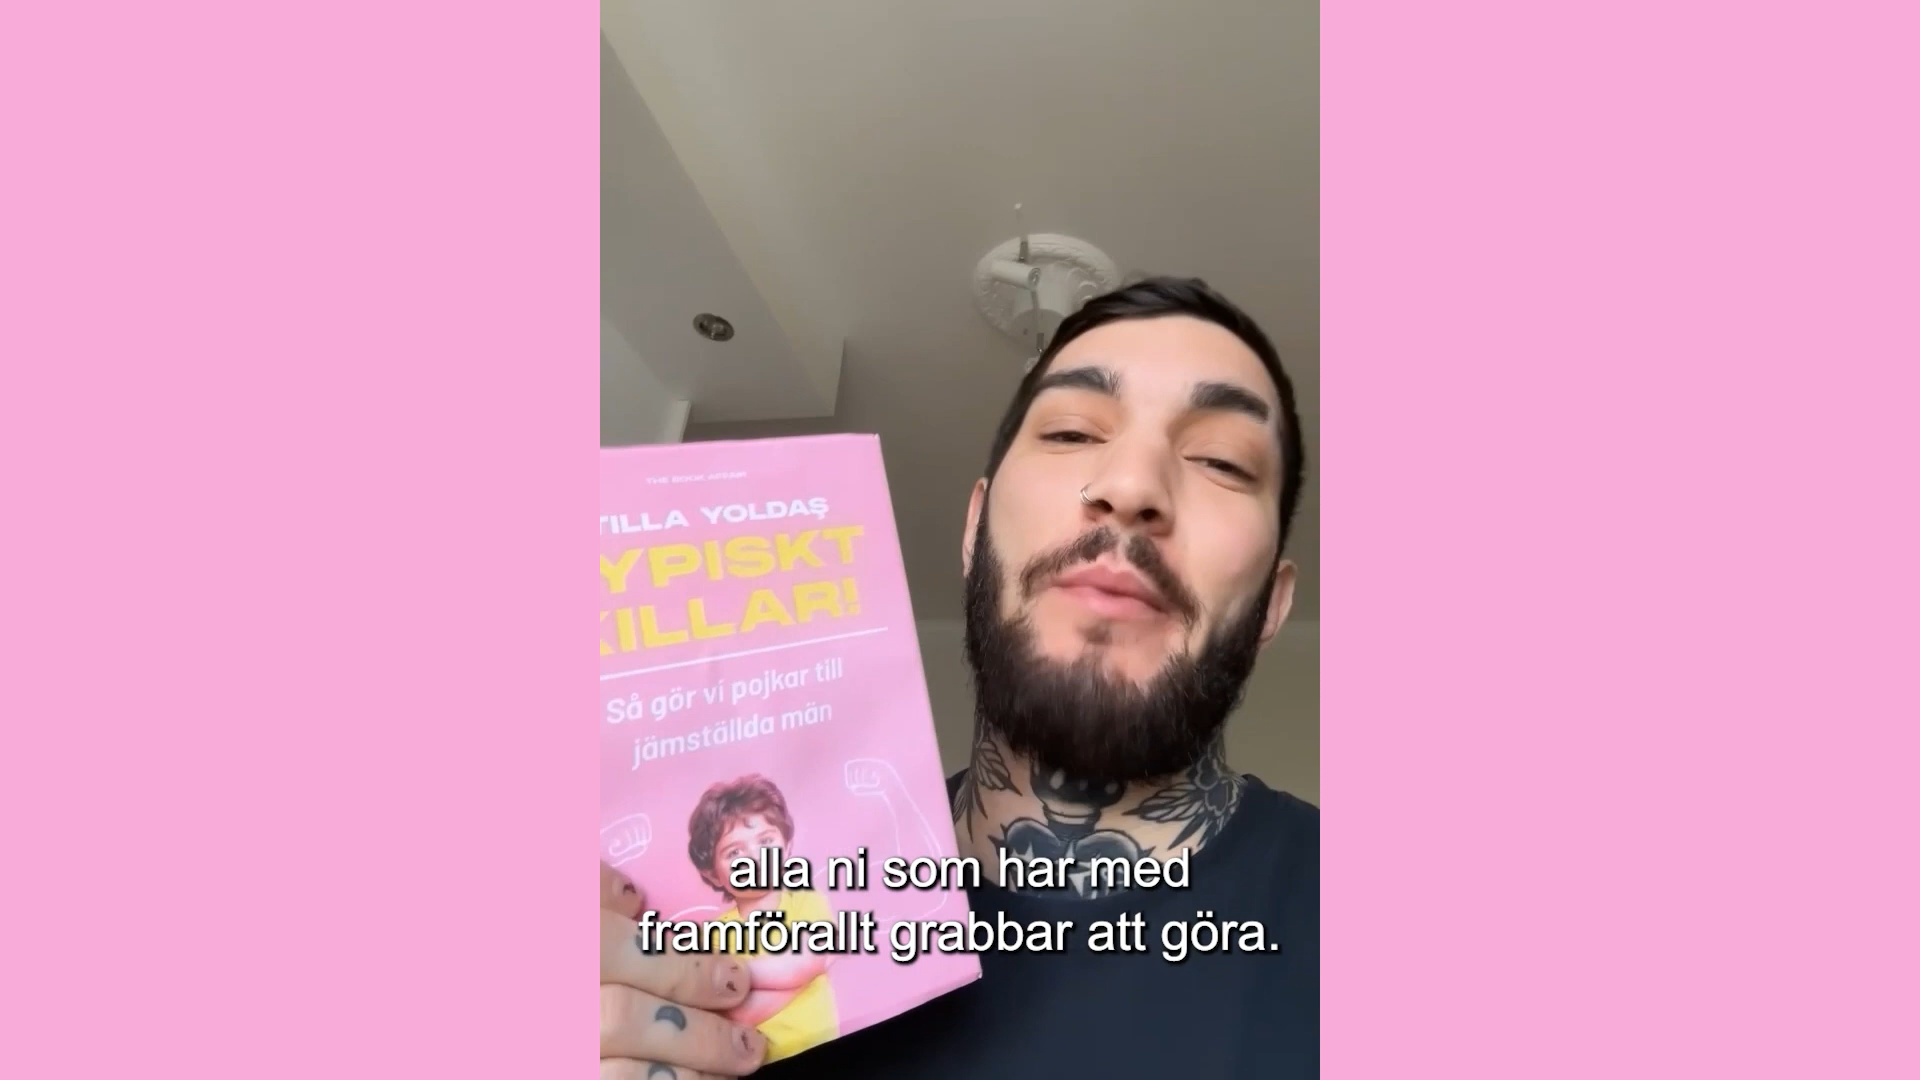 THE BOOK AFFAIR
TILLA YOLDAŞ
YPISKT
KILLAR!
Så gör vi pojkar till
jämställda män
alla ni som har med
framförallt grabbar att göra.